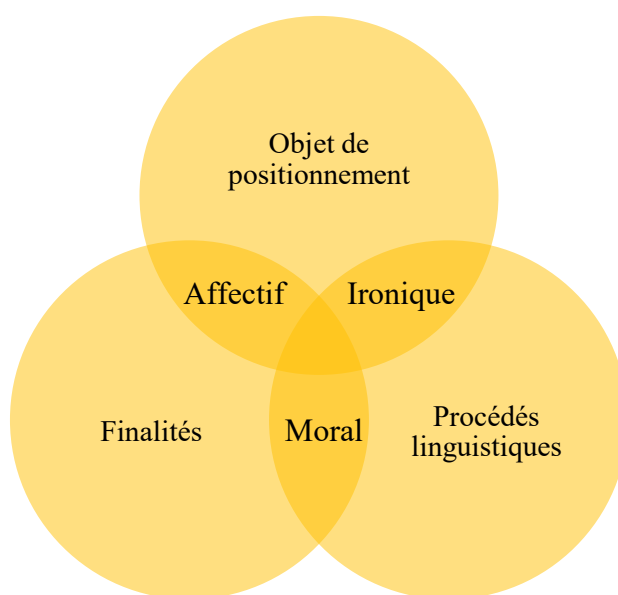 Objet de
positionnement
Affectif
Ironique
Finalités
Moral
Procédés
linguistiques